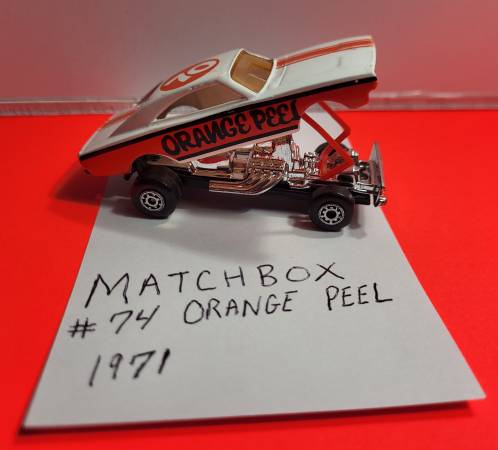 ORANGE PEEL
MATCHBOX
# 74 ORANGE PEEL
1971